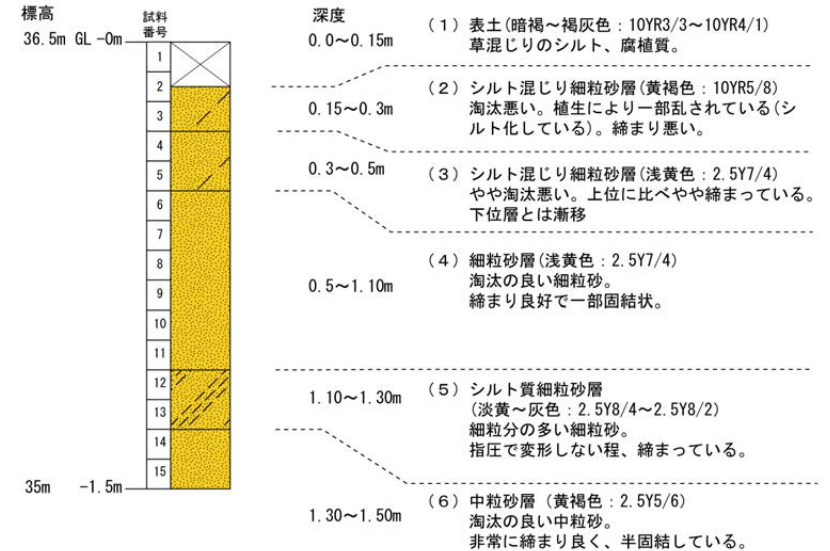 標高
試料
番号
深度
36.5m GL -0m
1
2
3
4
5
6
7
8
9
10
11
12
13
14
15
35m -1.5m
0.0～0.15m
(1) 表土(暗褐～褐灰色：10YR3/3～10YR4/1)
草混じりのシルト、腐植質。
0.15～0.3m
(2) シルト混じり細粒砂層(黄褐色：10YR5/8)
淘汰悪い。植生により一部乱されている(シ
ルト化している)。締まり悪い。
0.3～0.5m
(3) シルト混じり細粒砂層(浅黄色：2.5Y7/4)
やや淘汰悪い。上位に比べやや締まっている。
下位層とは漸移
0.5～1.10m
(4) 細粒砂層(浅黄色：2.5Y7/4)
淘汰の良い細粒砂。
締まり良好で一部固結状。
1.10～1.30m
(5) シルト質細粒砂層
(淡黄～灰色：2.5Y8/4～2.5Y8/2)
細粒分の多い細粒砂。
指圧で変形しない程、締まっている。
1.30～1.50m
(6) 中粒砂層 (黄褐色：2.5Y5/6)
淘汰の良い中粒砂。
非常に締まり良く、半固結している。